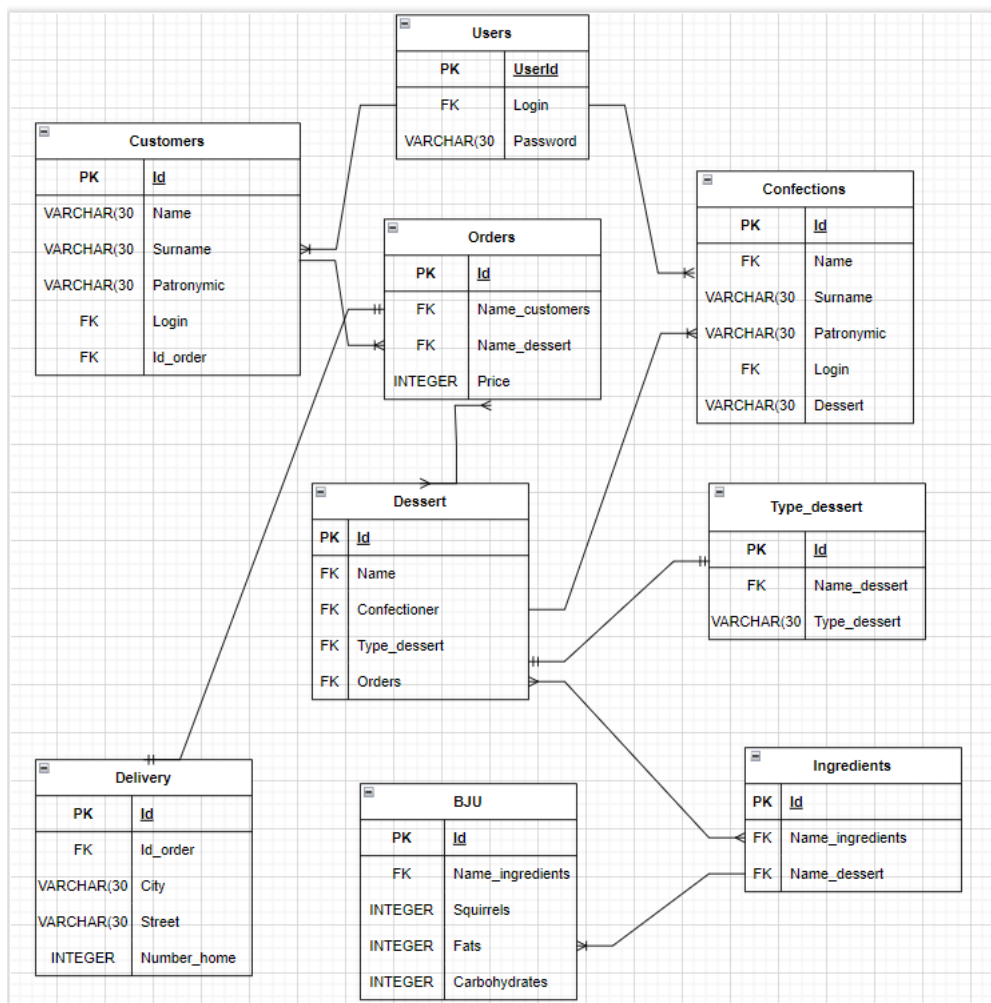 Users
PK UserId
FK Login
VARCHAR(30 Password
Customers
PK Id
VARCHAR(30 Name
VARCHAR(30 Surname
VARCHAR(30 Patronymic
FK Login
FK Id_order
Orders
PK Id
FK Name_customers
FK Name_dessert
INTEGER Price
Confections
PK Id
FK Name
VARCHAR(30 Surname
VARCHAR(30 Patronymic
FK Login
VARCHAR(30 Dessert
Dessert
PK Id
FK Name
FK Confectioner
FK Type_dessert
FK Orders
Type_dessert
PK Id
FK Name_dessert
VARCHAR(30 Type_dessert
Delivery
PK Id
FK Id_order
VARCHAR(30 City
VARCHAR(30 Street
INTEGER Number_home
BJU
PK Id
FK Name_ingredients
INTEGER Squirrels
INTEGER Fats
INTEGER Carbohydrates
Ingredients
PK Id
FK Name_ingredients
FK Name_dessert